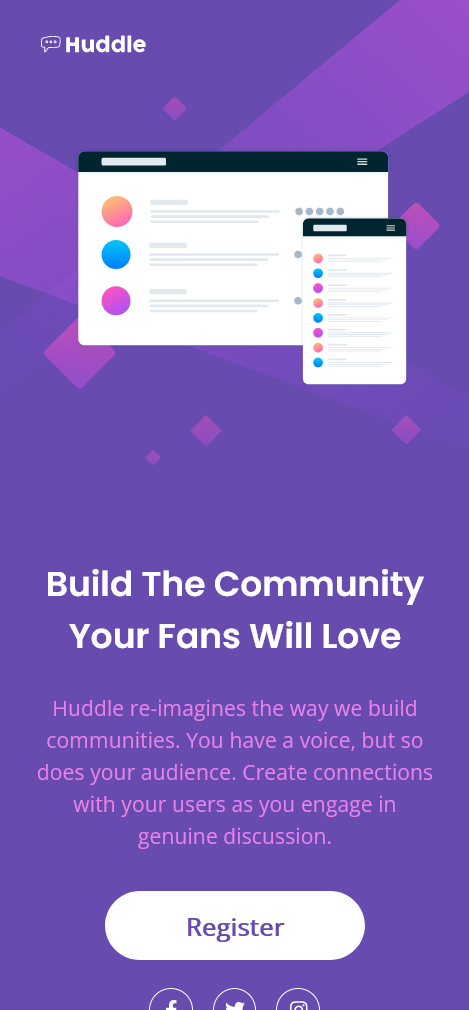 Huddle
Build The Community
Your Fans Will Love
Huddle re-imagines the way we build
communities. You have a voice, but so
does your audience. Create connections
with your users as you engage in
genuine discussion.
Register